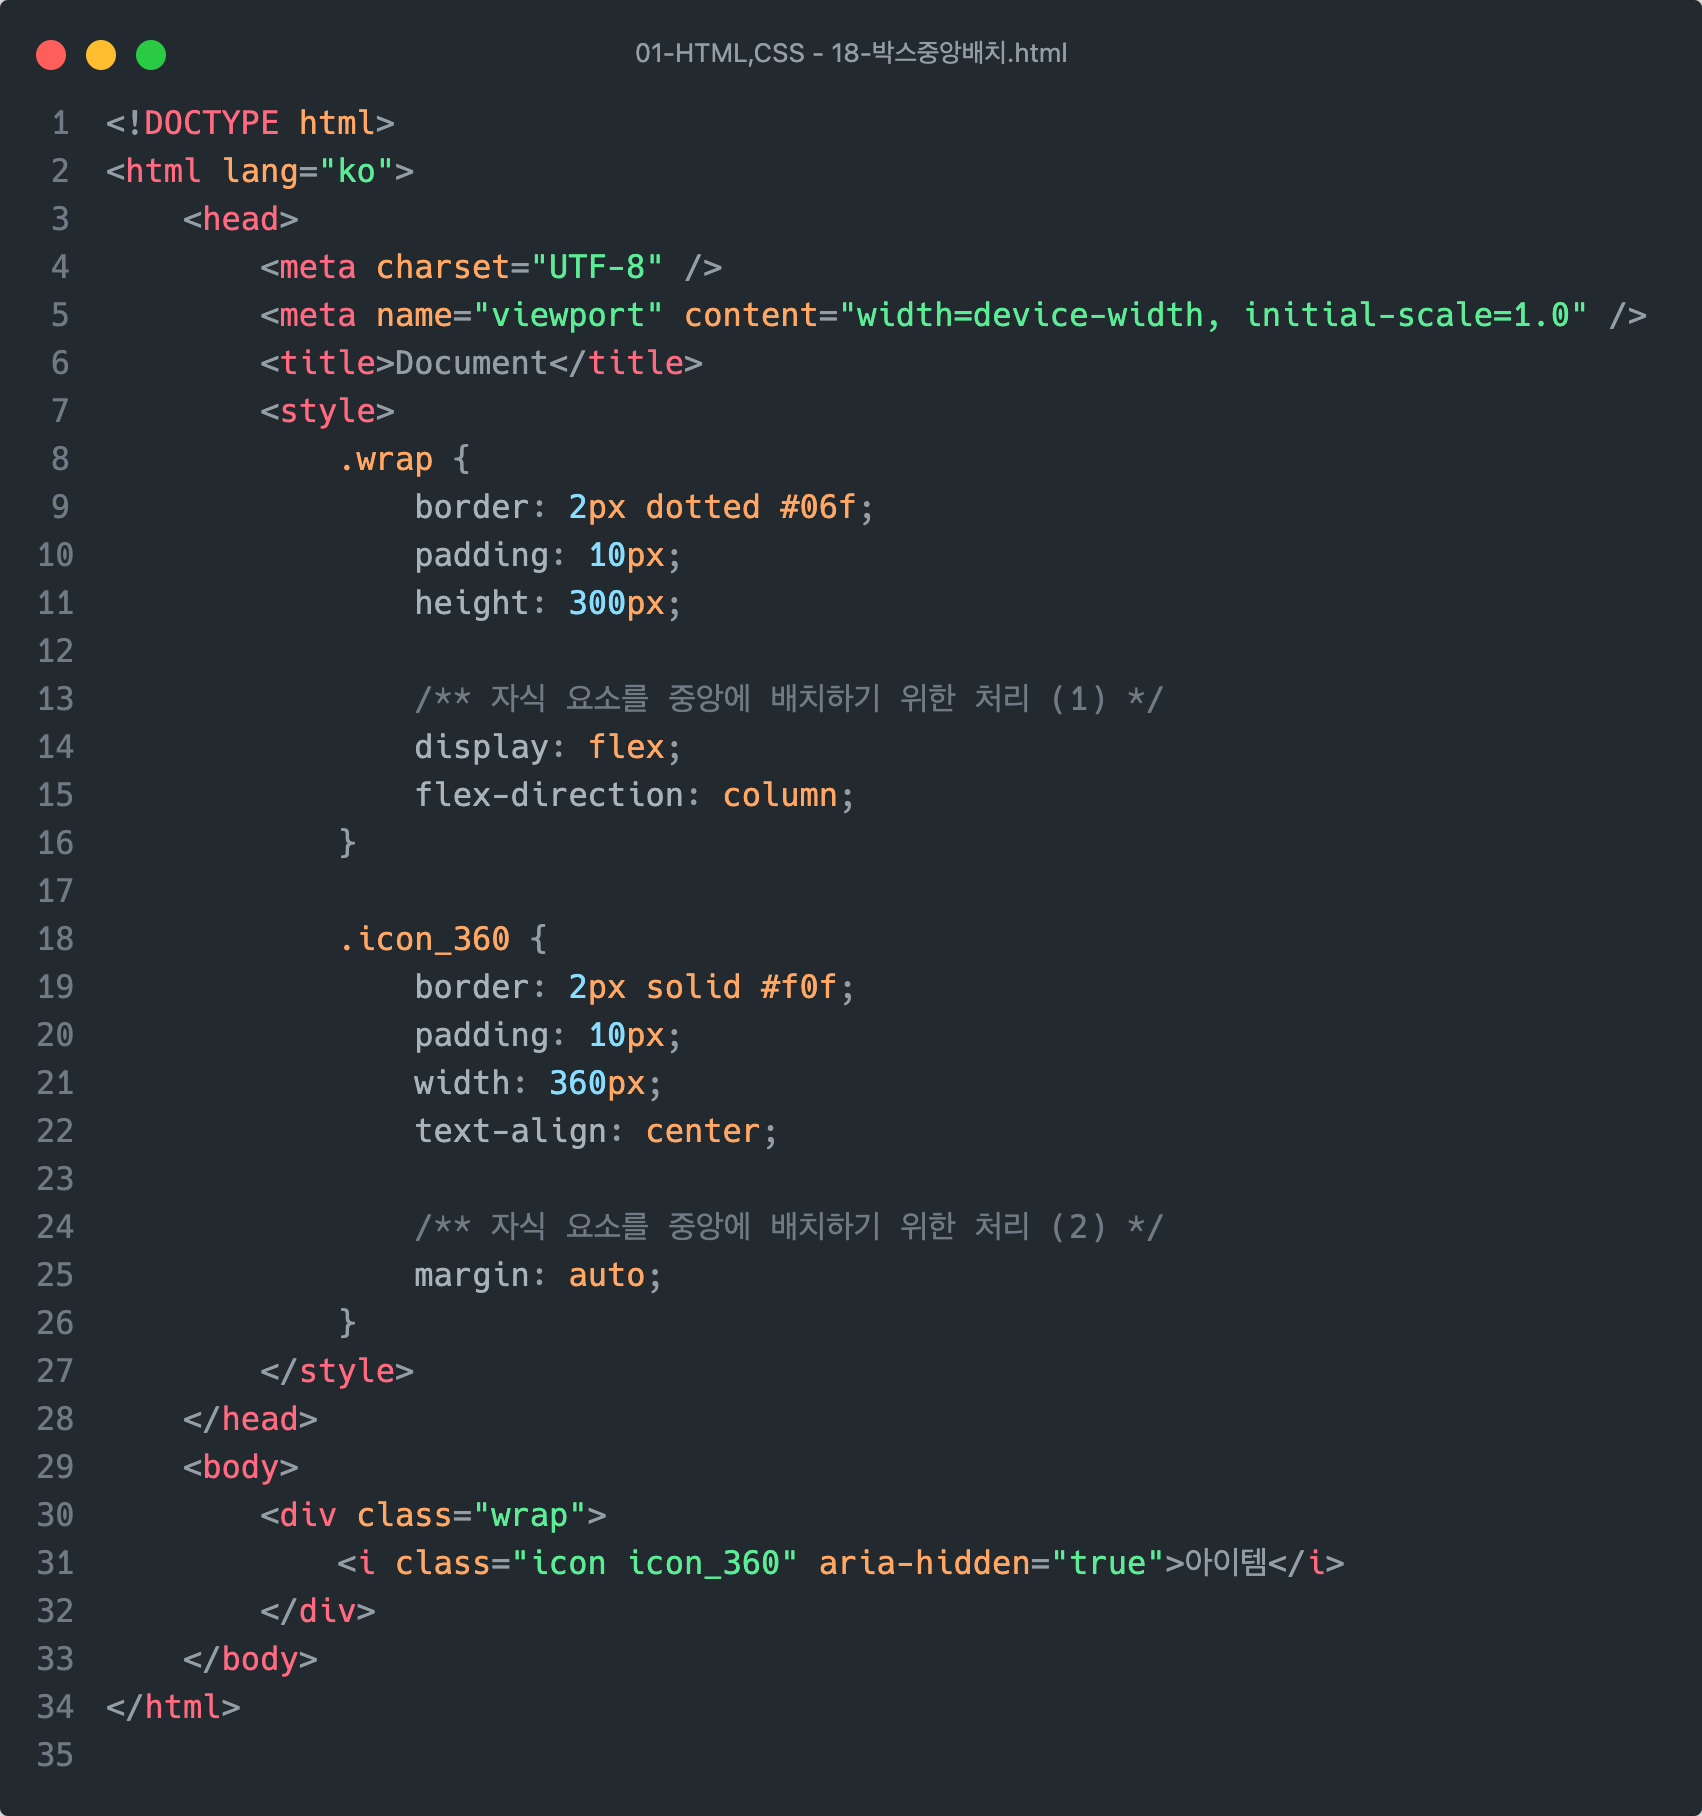 01-HTML,CSS - 18-박스중앙배치.html
1 <!DOCTYPE html>
2 <html lang="ko">
3     <head>
4         <meta charset="UTF-8" />
5         <meta name="viewport" content="width=device-width, initial-scale=1.0" />
6         <title>Document</title>
7         <style>
8             .wrap {
9                 border: 2px dotted #06f;
10                 padding: 10px;
11                 height: 300px;
12
13                 /** 자식 요소를 중앙에 배치하기 위한 처리 (1) */
14                 display: flex;
15                 flex-direction: column;
16             }
17
18             .icon_360 {
19                 border: 2px solid #f0f;
20                 padding: 10px;
21                 width: 360px;
22                 text-align: center;
23
24                 /** 자식 요소를 중앙에 배치하기 위한 처리 (2) */
25                 margin: auto;
26             }
27         </style>
28     </head>
29     <body>
30         <div class="wrap">
31             <i class="icon icon_360" aria-hidden="true">아이템</i>
32         </div>
33     </body>
34 </html>
35